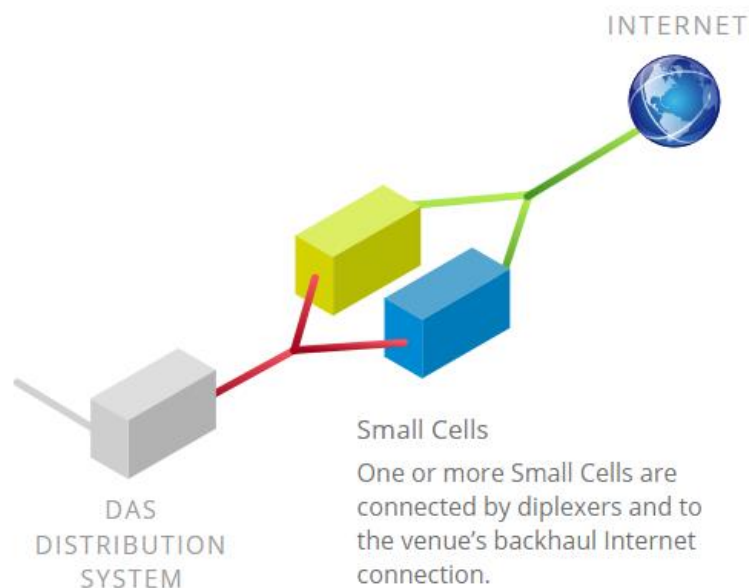 INTERNET
Small Cells
One or more Small Cells are
connected by diplexers and to
the venue's backhaul Internet
connection.
DAS
DISTRIBUTION
SYSTEM